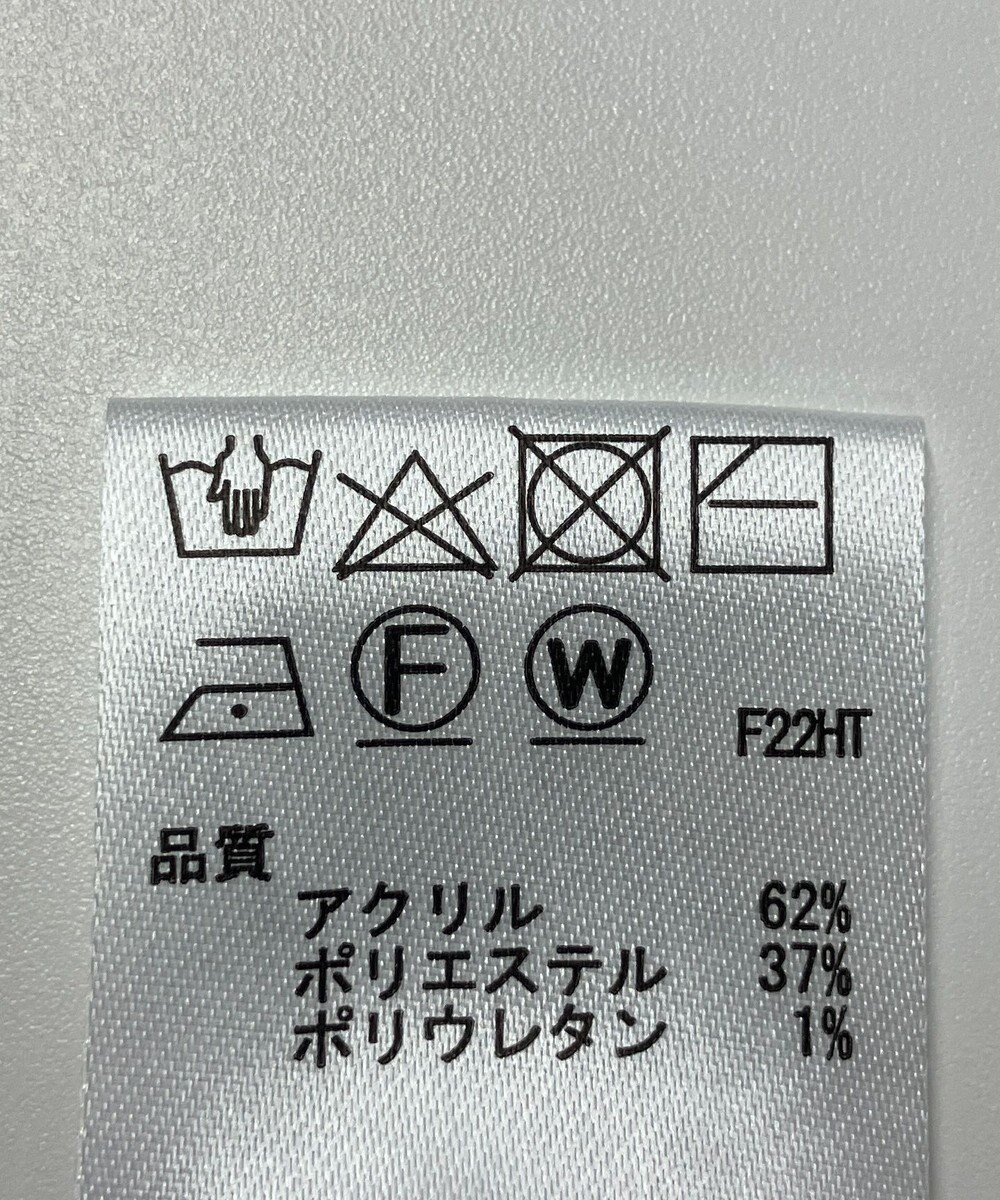 F W F22HT
品質
アクリル 62%
ポリエステル 37%
ポリウレタン 1%